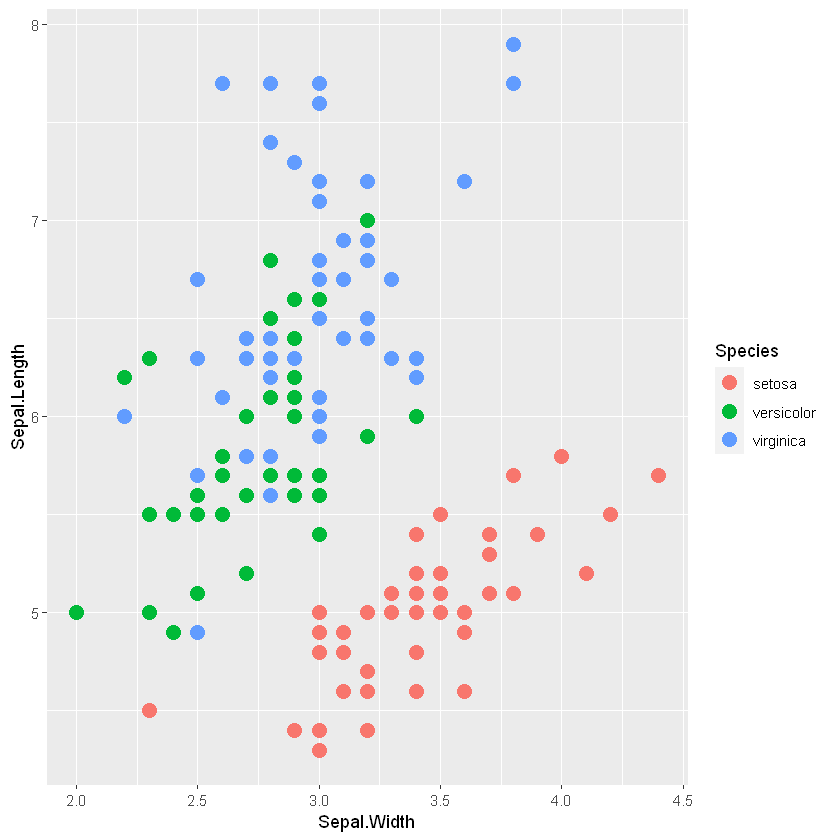 8
7
6
5
Sepal.Length
2.0 2.5 3.0 3.5 4.0 4.5
Sepal.Width
Species
setosa
versicolor
virginica